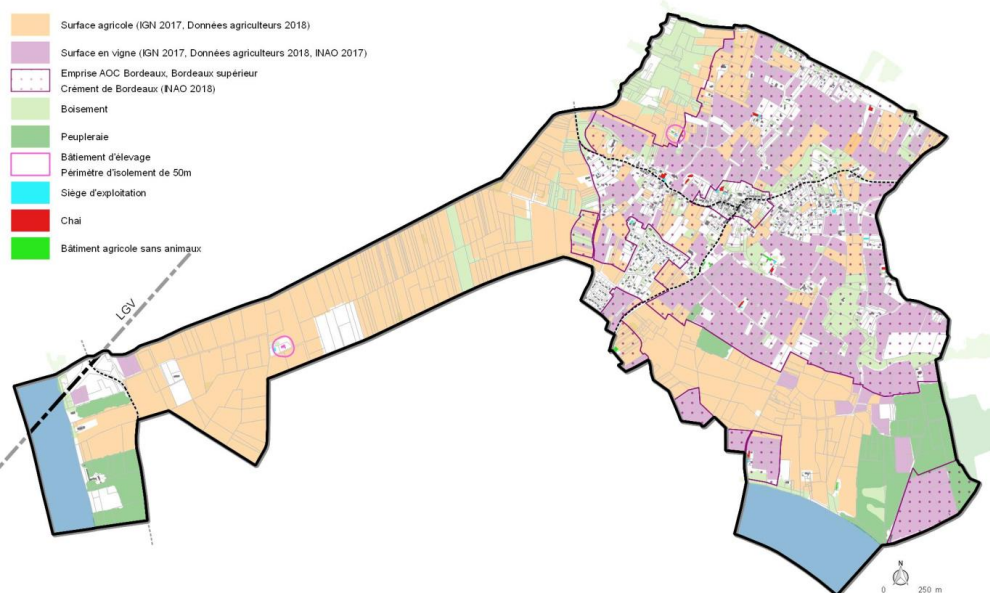 Surface agricole (IGN 2017, Données agriculteurs 2018)
Surface en vigne (IGN 2017, Données agriculteurs 2018, INAO 2017)
Emprise AOC Bordeaux, Bordeaux supérieur
Crément de Bordeaux (INAO 2018)
Boisement
Peupleraie
Bâtiement d'élevage
Périmètre d'isolement de 50m
Siège d'exploitation
Chai
Bâtiment agricole sans animaux
LGV
N
0 250 m